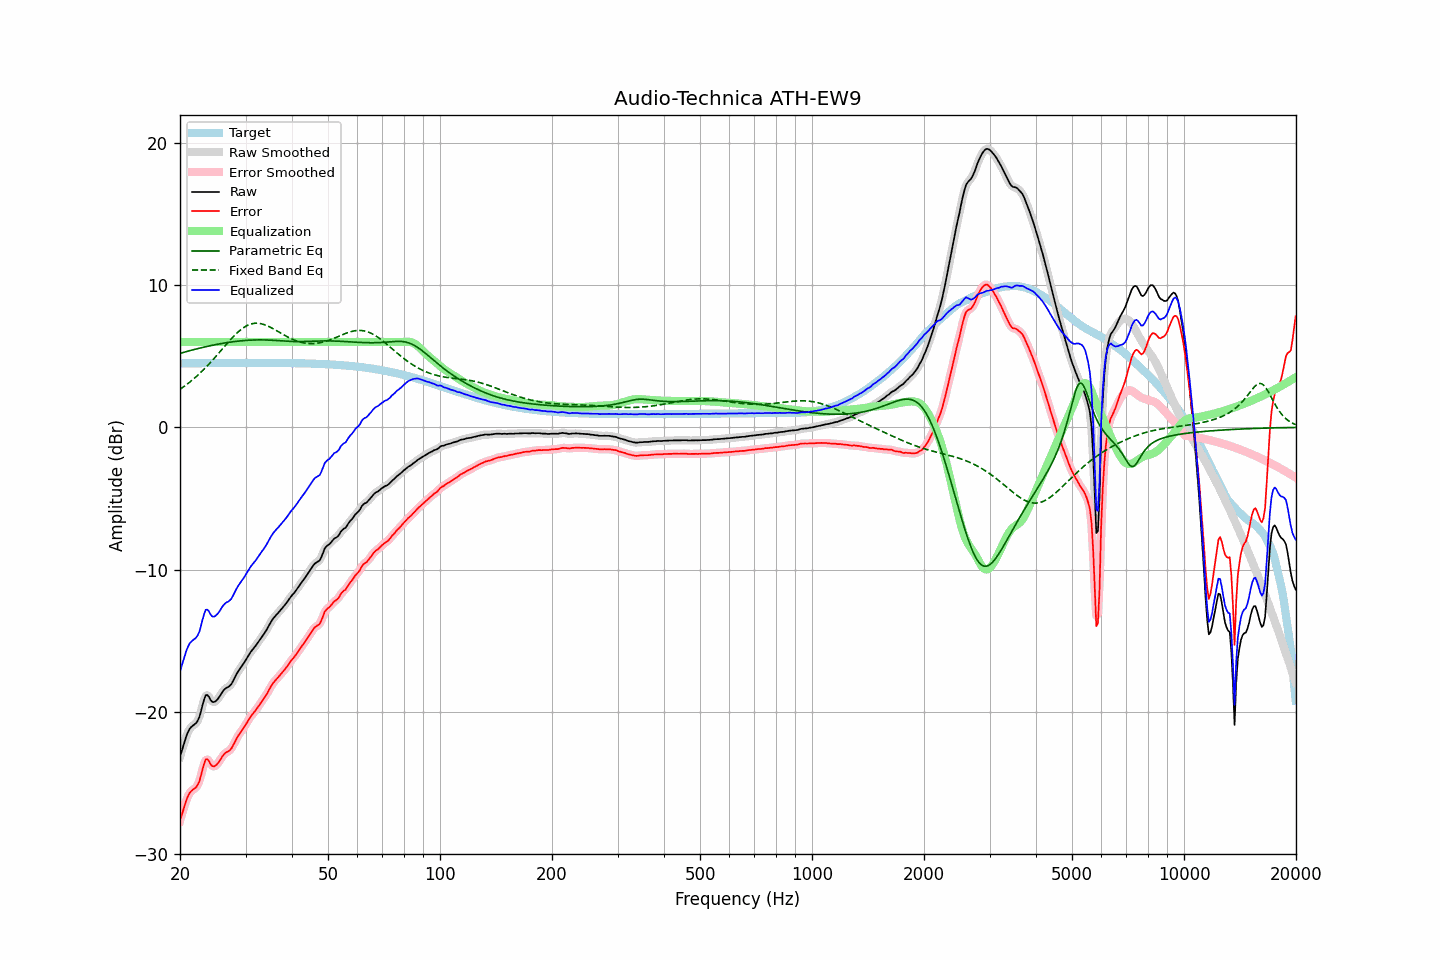 Audio-Technica ATH-EW9
Target
Raw Smoothed
Error Smoothed
Raw
Error
Equalization
Parametric Eq
Fixed Band Eq
Equalized
Amplitude (dBr)
20
10
0
−10
−20
−30
20 50 100 200 500 1000 2000 5000 10000 20000
Frequency (Hz)